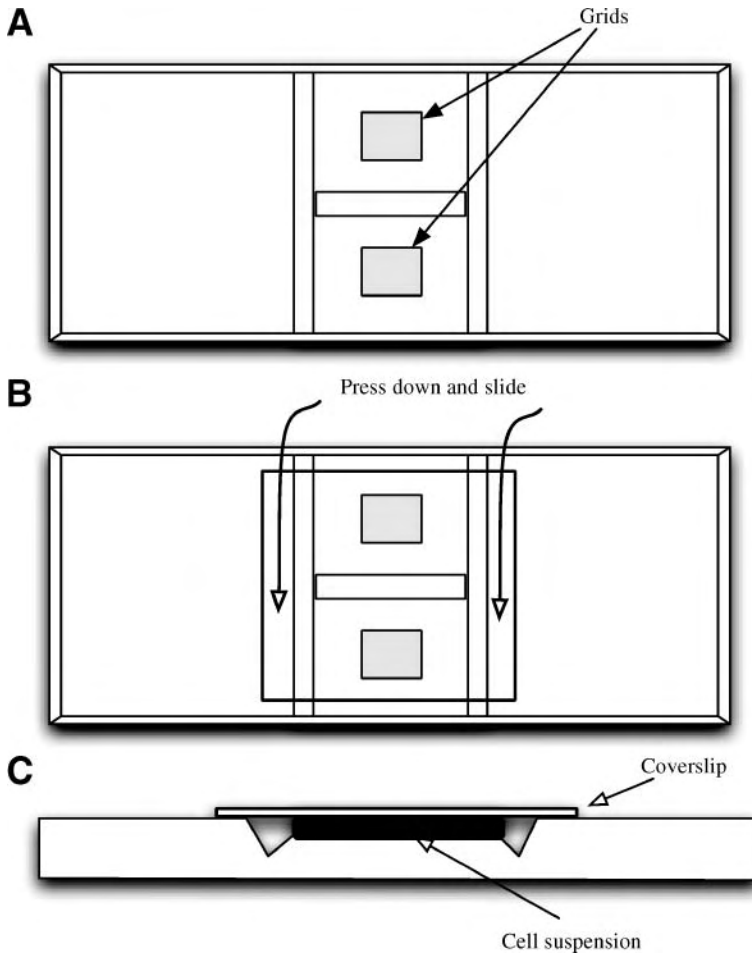 A
Grids
B
Press down and slide
C
Coverslip
Cell suspension